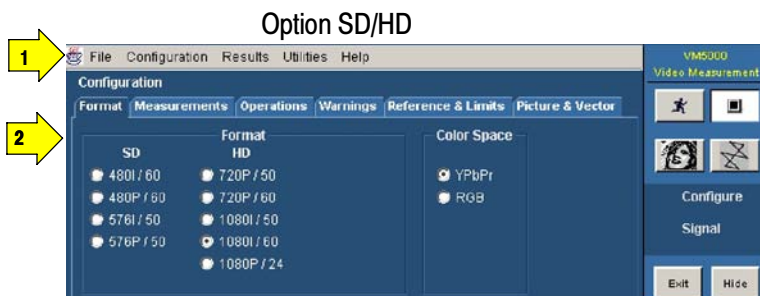 Option SD/HD
1
File Configuration Results Utilities Help
VM5000
Video Measurement
Configuration
Format Measurements Operations Warnings Reference & Limits Picture & Vector
2
Format
SD HD
480I / 60 720P / 50
480P / 60 720P / 60
576I / 50 1080I / 50
576P / 50 1080I / 60
1080P / 24
Color Space
YPbPr
RGB
Configure
Signal
Exit Hide